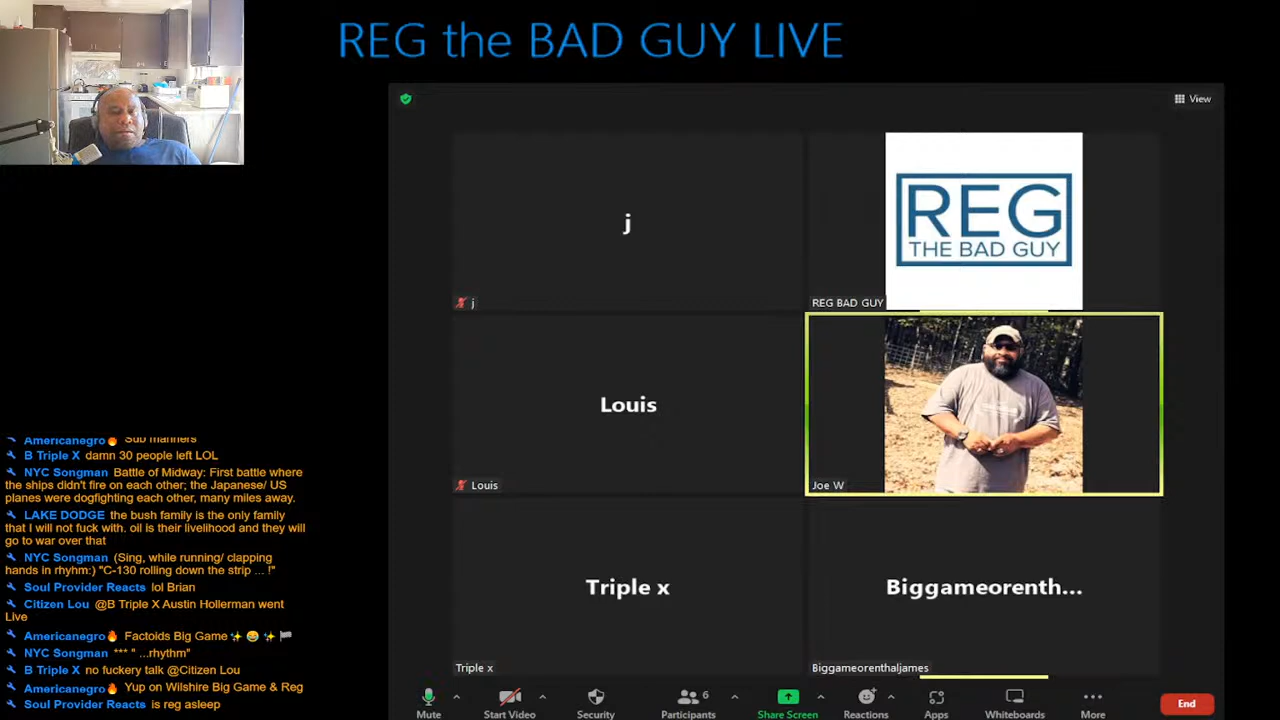 REG the BAD GUY LIVE
View
j
j
REG
THE BAD GUY
REG BAD GUY
Louis
Louis
Joe W
Triple x
Triple x
Biggameorenth...
Biggameorenthaljames
Americanegro🔥 Sub manners
B Triple X damn 30 people left LOL
NYC Songman Battle of Midway: First battle where
the ships didn't fire on each other; the Japanese/ US
planes were dogfighting each other, many miles away.
LAKE DODGE the bush family is the only family
that I will not fuck with. oil is their livelihood and they will
go to war over that
NYC Songman (Sing, while running/ clapping
hands in rhyhm:) "C-130 rolling down the strip ... !"
Soul Provider Reacts lol Brian
Citizen Lou @B Triple X Austin Hollerman went
Live
Americanegro🔥 Factoids Big Game✨😂✨🏁
NYC Songman *** " ...rhythm"
B Triple X no fuckery talk @Citizen Lou
Americanegro🔥 Yup on Wilshire Big Game & Reg
Soul Provider Reacts is reg asleep
Mute
Start Video
Security
Participants
6
Share Screen
Reactions
Apps
Whiteboards
More
End